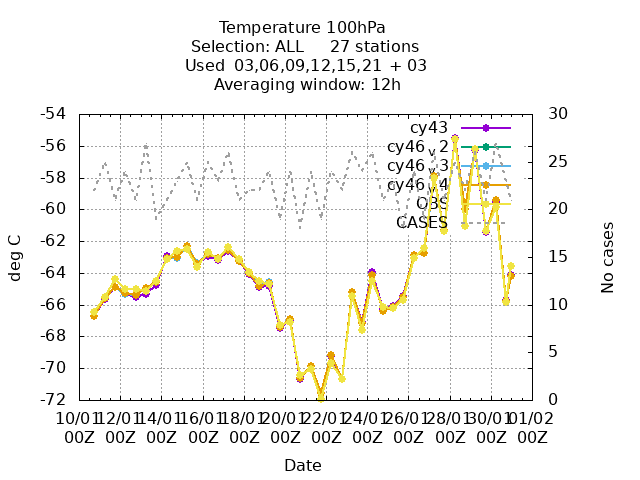 Temperature 100hPa
Selection: ALL 27 stations
Used 03,06,09,12,15,21 + 03
Averaging window: 12h
-54
-56
-58
-60
-62
-64
-66
-68
-70
-72
deg C
30
25
20
15
10
5
0
No cases
cy43
cy46_v2
cy46_v3
cy46_v4
OBS
CASES
10/01 12/01 14/01 16/01 18/01 20/01 22/01 24/01 26/01 28/01 30/01 01/02
00Z 00Z 00Z 00Z 00Z 00Z 00Z 00Z 00Z 00Z 00Z 00Z
Date